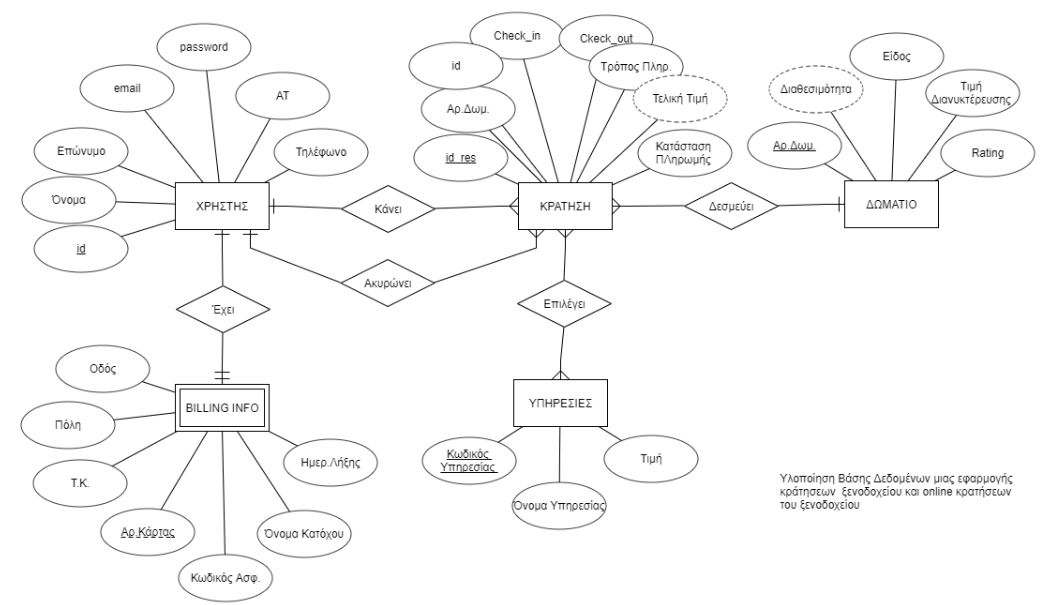 password
email
ΑΤ
Επώνυμο
Τηλέφωνο
Όνομα
ΧΡΗΣΤΗΣ
id
Check_in
Ckeck_out
id
Τρόπος Πληρ.
Αρ.Δωμ.
Τελική Τιμή
id_res
Κατάσταση
ΠΛηρωμής
Κάνει
ΚΡΑΤΗΣΗ
Δεσμεύει
Είδος
Διαθεσιμότητα
Τιμή
Διανυκτέρευσης
Αρ.Δωμ.
Rating
ΔΩΜΑΤΙΟ
Ακυρώνει
Έχει
Επιλέγει
Οδός
BILLING INFO
Πόλη
Τ.Κ.
Ημερ.Λήξης
Αρ.Κάρτας
Όνομα Κατόχου
Κωδικός Ασφ.
ΥΠΗΡΕΣΙΕΣ
Κωδικός
Υπηρεσίας
Τιμή
Όνομα Υπηρεσίας
Υλοποίηση Βάσης Δεδομένων μιας εφαρμογής
κράτησεων ξενοδοχείου και online κρατήσεων
του ξενοδοχείου